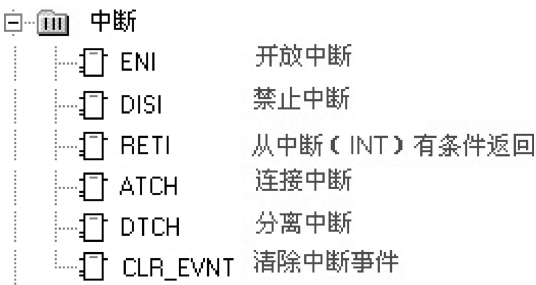 中断
ENI 开放中断
DISI 禁止中断
RETI 从中断(INT)有条件返回
ATCH 连接中断
DTCH 分离中断
CLR_EVNT 清除中断事件